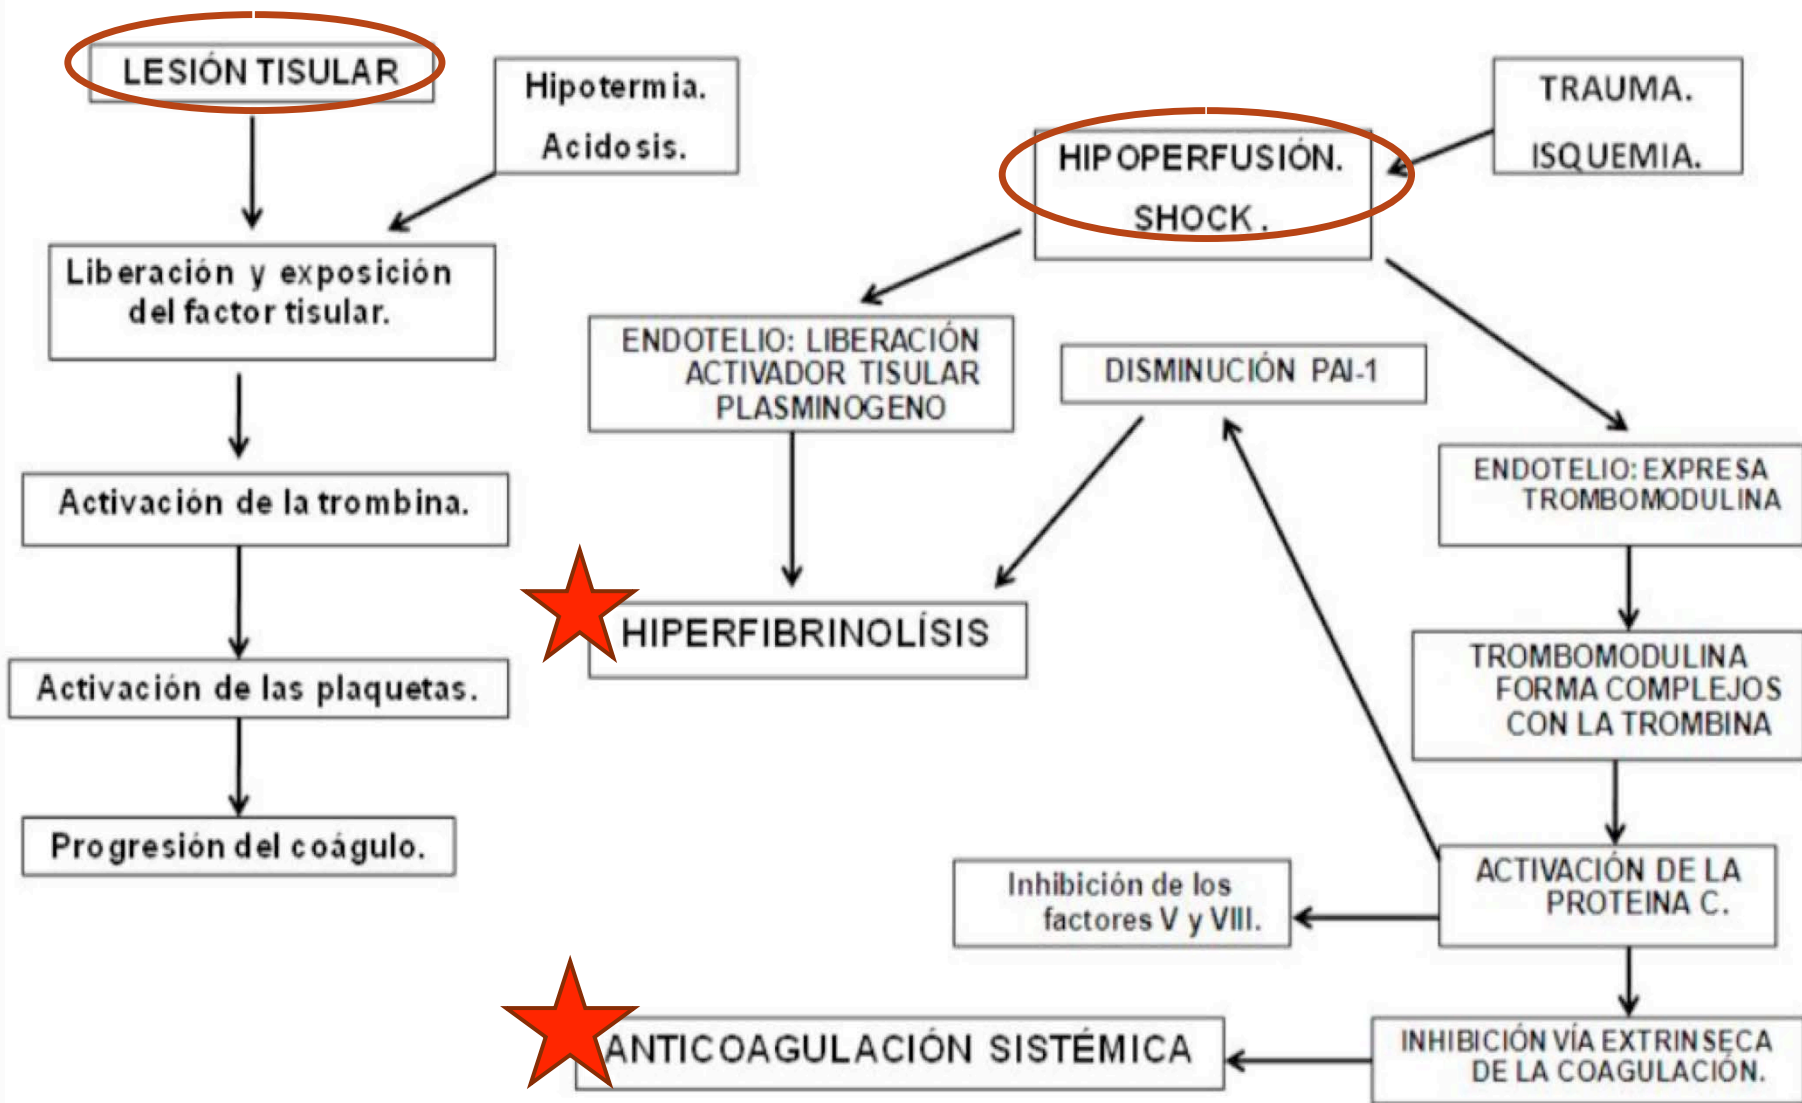 LESIÓN TISULAR
Hipotermia.
Acidosis.
Liberación y exposición
del factor tisular.
Activación de la trombina.
Activación de las plaquetas.
Progresión del coágulo.
TRAUMA.
ISQUEMIA.
HIPOPERFUSIÓN.
SHOCK.
ENDOTELIO: LIBERACIÓN
ACTIVADOR TISULAR
PLASMINOGENO
DISMINUCIÓN PAI-1
HIPERFIBRINOLÍSIS
ENDOTELIO: EXPRESA
TROMBOMODULINA
TROMBOMODULINA
FORMA COMPLEJOS
CON LA TROMBINA
ACTIVACIÓN DE LA
PROTEINA C.
Inhibición de los
factores V y VIII.
INHIBICIÓN VÍA EXTRINSECA
DE LA COAGULACIÓN.
ANTICOAGULACIÓN SISTÉMICA